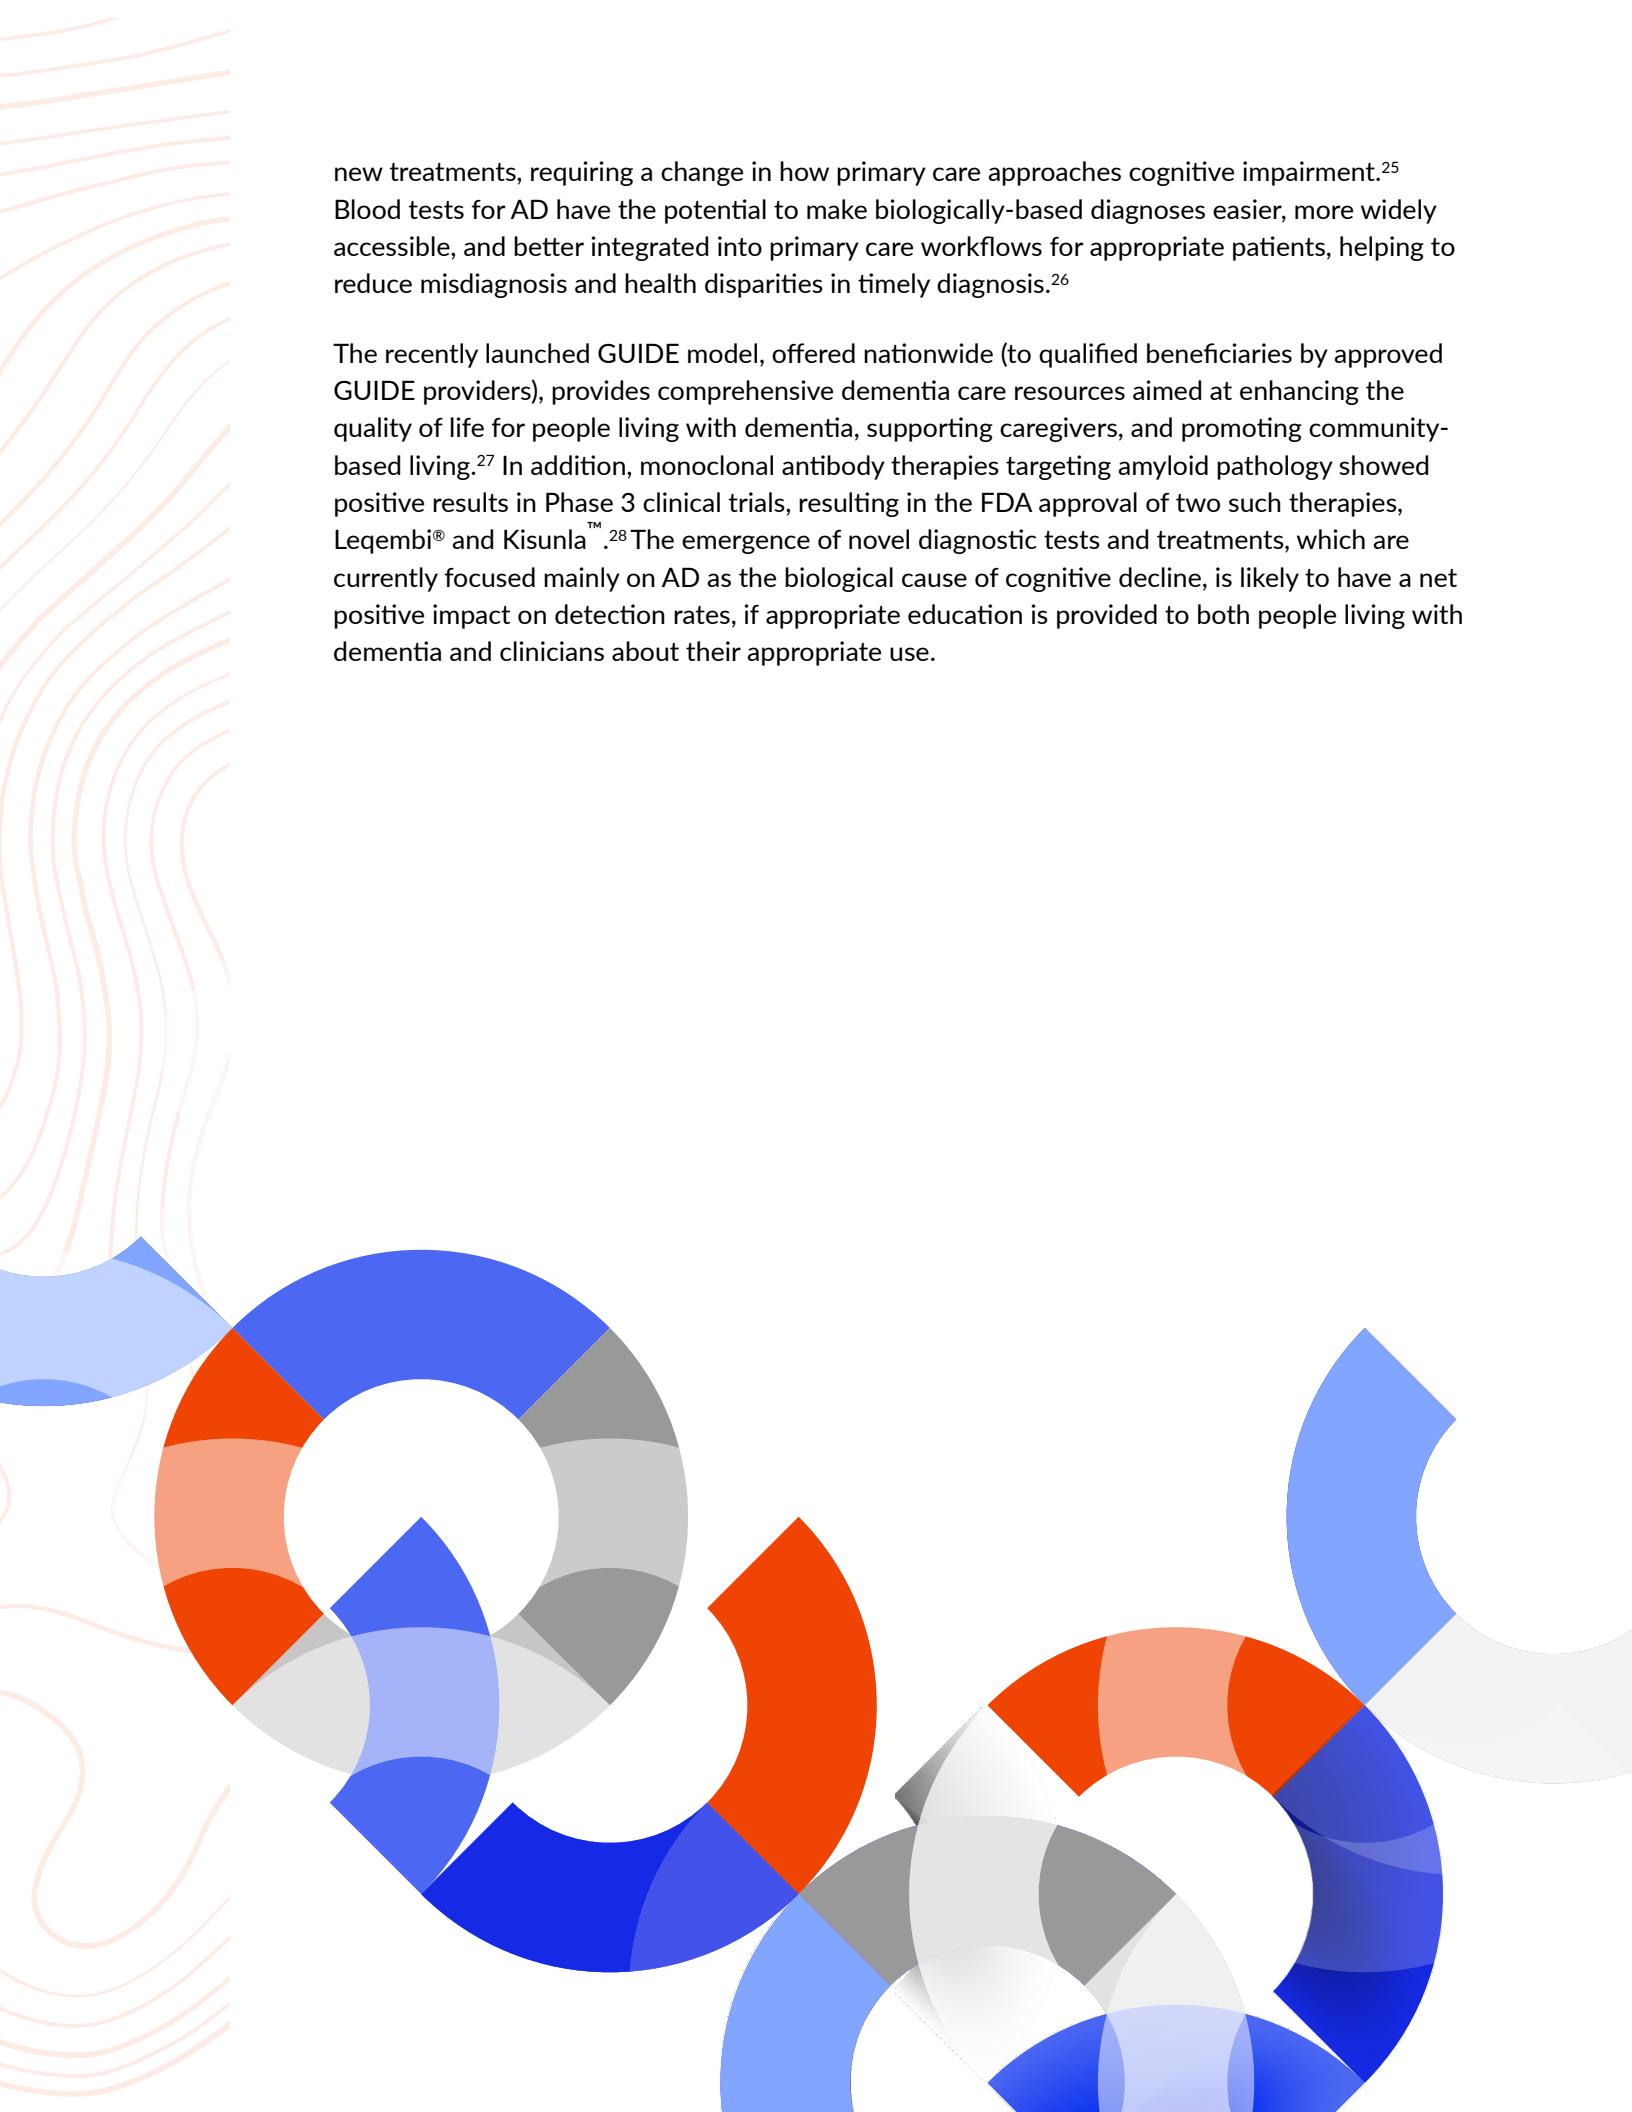 new treatments, requiring a change in how primary care approaches cognitive impairment.25
Blood tests for AD have the potential to make biologically-based diagnoses easier, more widely
accessible, and better integrated into primary care workflows for appropriate patients, helping to
reduce misdiagnosis and health disparities in timely diagnosis.26
The recently launched GUIDE model, offered nationwide (to qualified beneficiaries by approved
GUIDE providers), provides comprehensive dementia care resources aimed at enhancing the
quality of life for people living with dementia, supporting caregivers, and promoting community-
based living.27 In addition, monoclonal antibody therapies targeting amyloid pathology showed
positive results in Phase 3 clinical trials, resulting in the FDA approval of two such therapies,
Leqembi® and Kisunla™.28 The emergence of novel diagnostic tests and treatments, which are
currently focused mainly on AD as the biological cause of cognitive decline, is likely to have a net
positive impact on detection rates, if appropriate education is provided to both people living with
dementia and clinicians about their appropriate use.